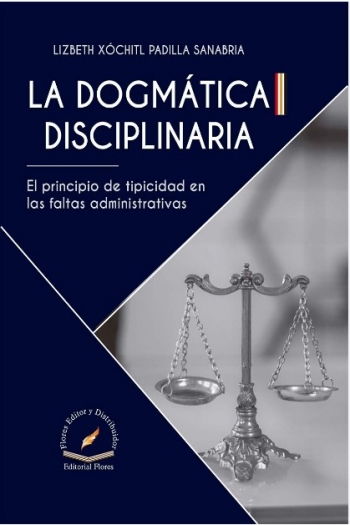 LIZBETH XÓCHITL PADILLA SANABRIA
LA DOGMÁTICA
DISCIPLINARIA
El principio de tipicidad en
las faltas administrativas
Flores Editor y Distribuidor
Editorial Flores